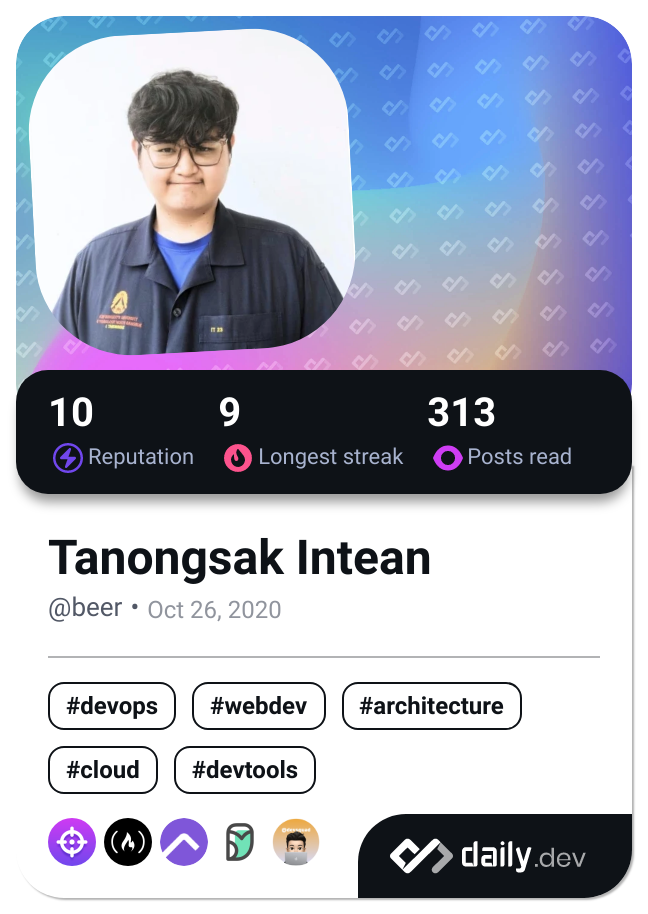 10
9
313
Reputation
Longest streak
Posts read
Tanongsak Intean
@beer • Oct 26, 2020
#devops
#webdev
#architecture
#cloud
#devtools
daily.dev